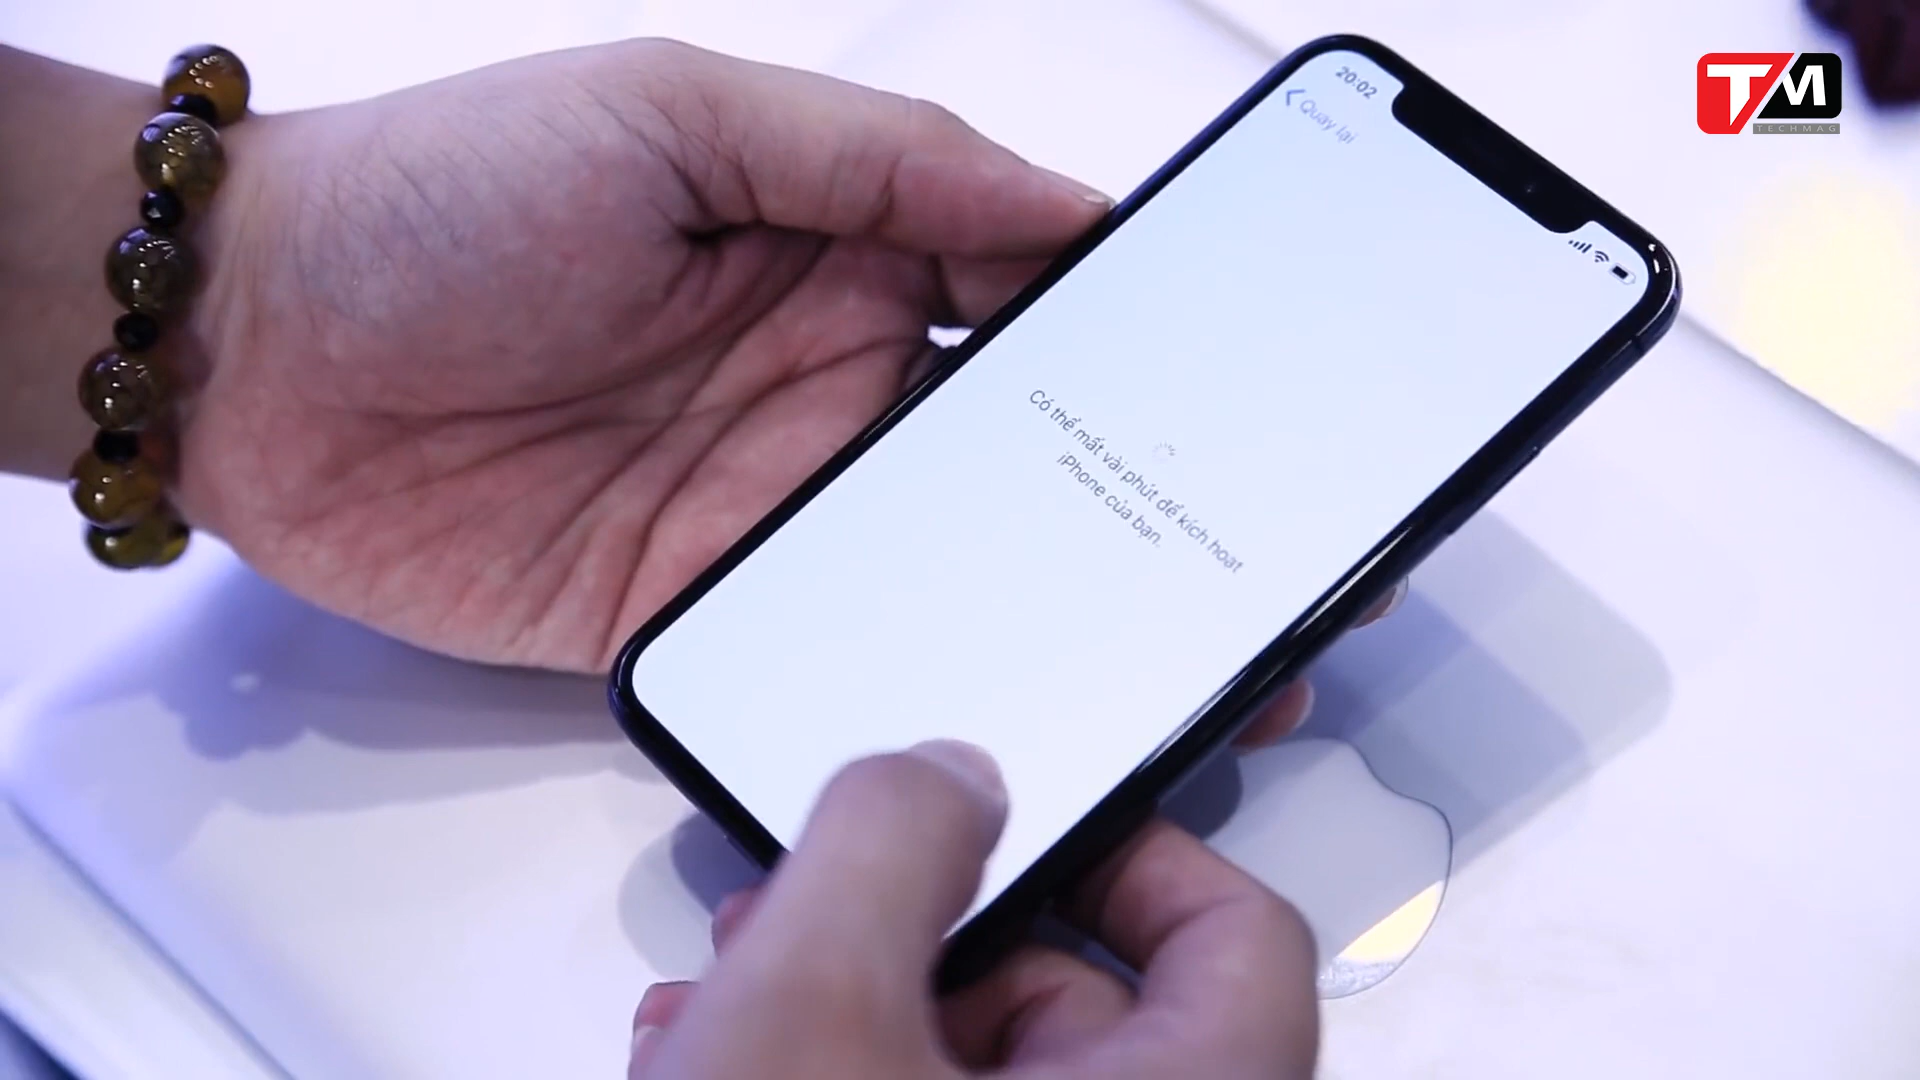 20:02
Quay lại
Có thể mất vài phút để kích hoạt
iPhone của bạn.
TM
TECHMAG